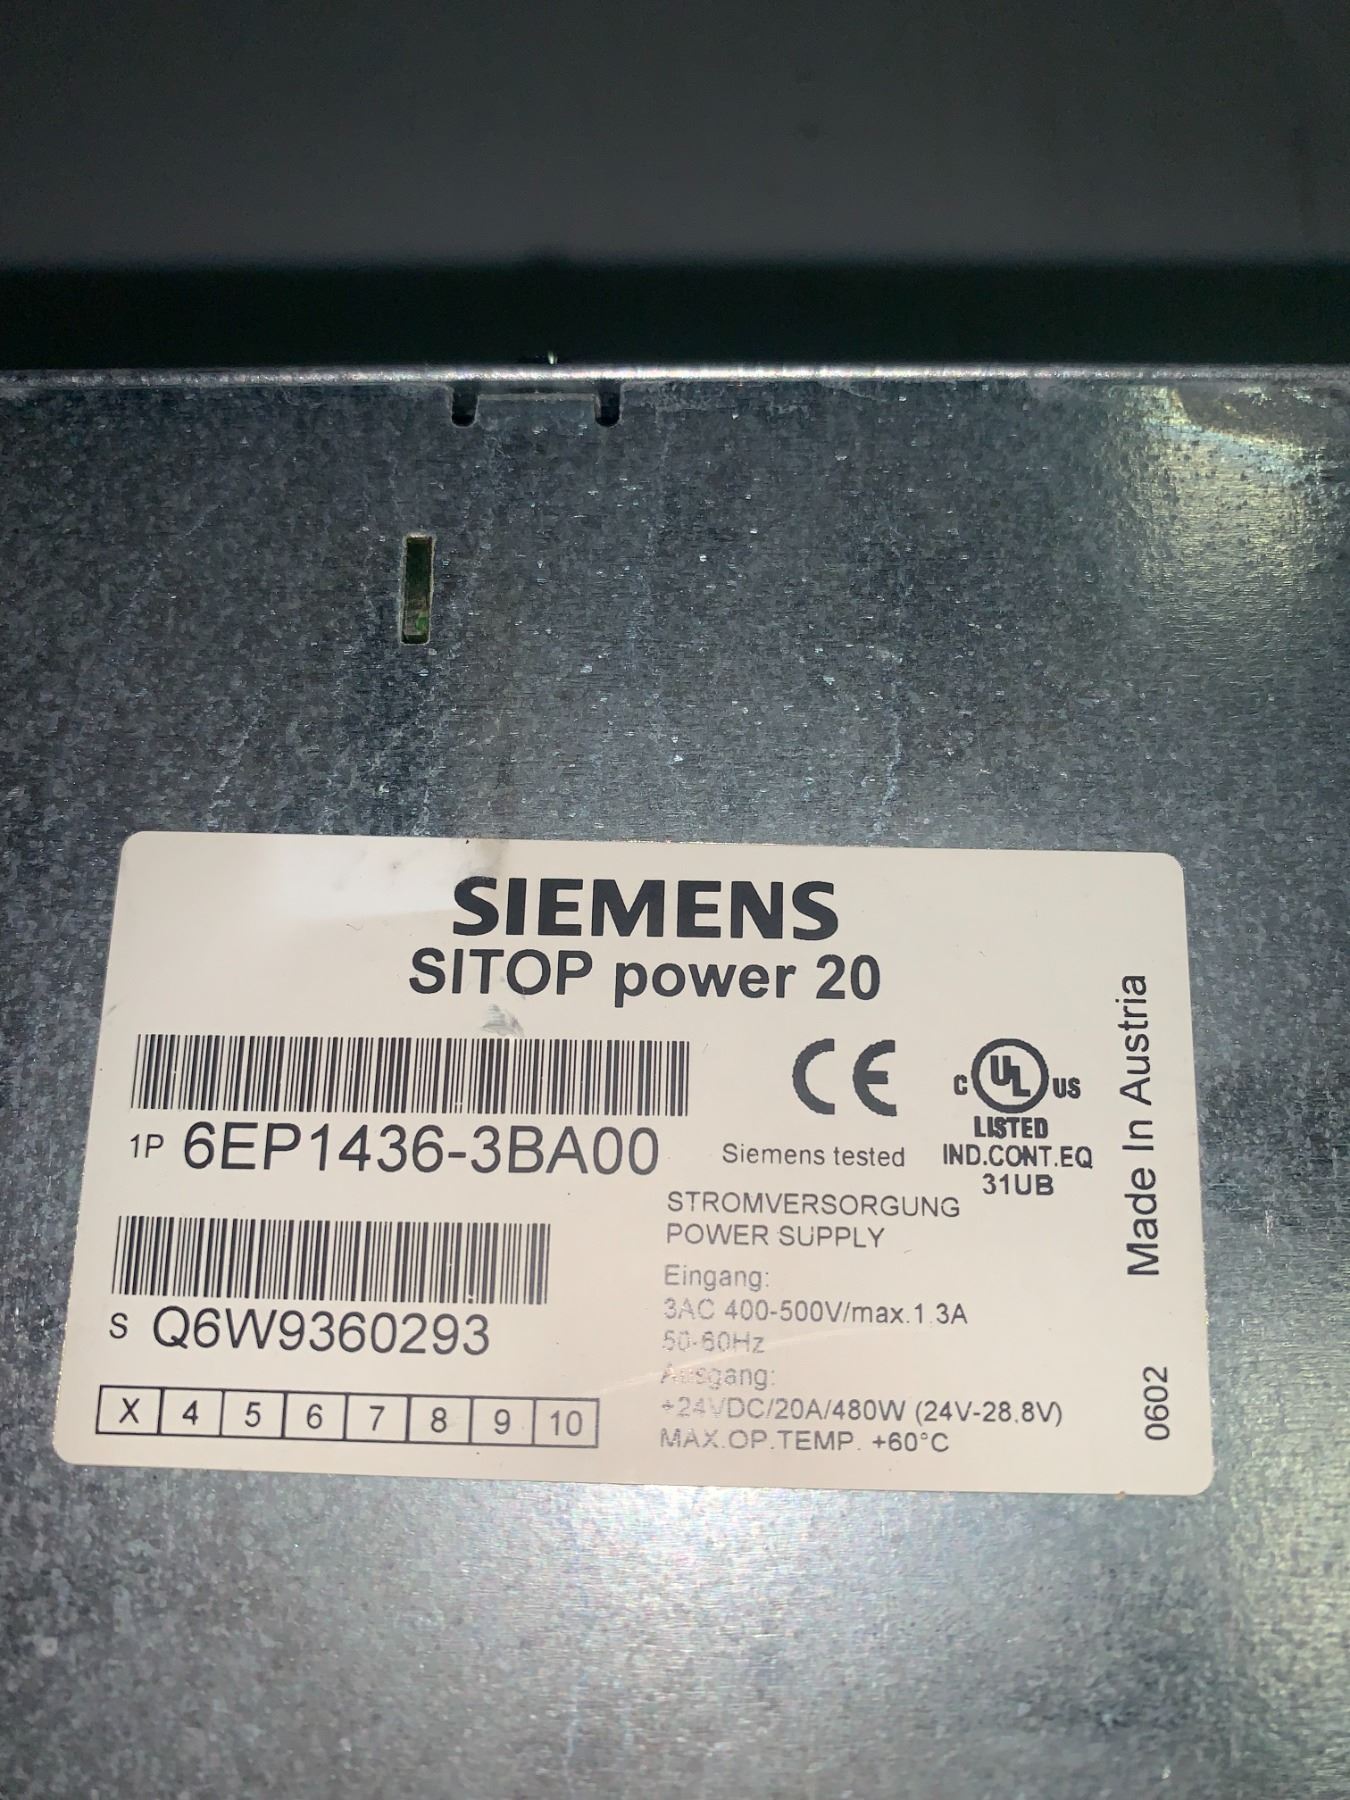 SIEMENS
SITOP power 20
1P 6EP1436-3BA00
S Q6W9360293
X 4 5 6 7 8 9 10
CE
Siemens tested
C UL US
LISTED
IND.CONT.EQ
31UB
STROMVERSORGUNG
POWER SUPPLY
Eingang:
3AC 400-500V/max.1.3A
50-60Hz
Ausgang:
+24VDC/20A/480W (24V-28.8V)
MAX.OP.TEMP. +60°C
Made In Austria
0602